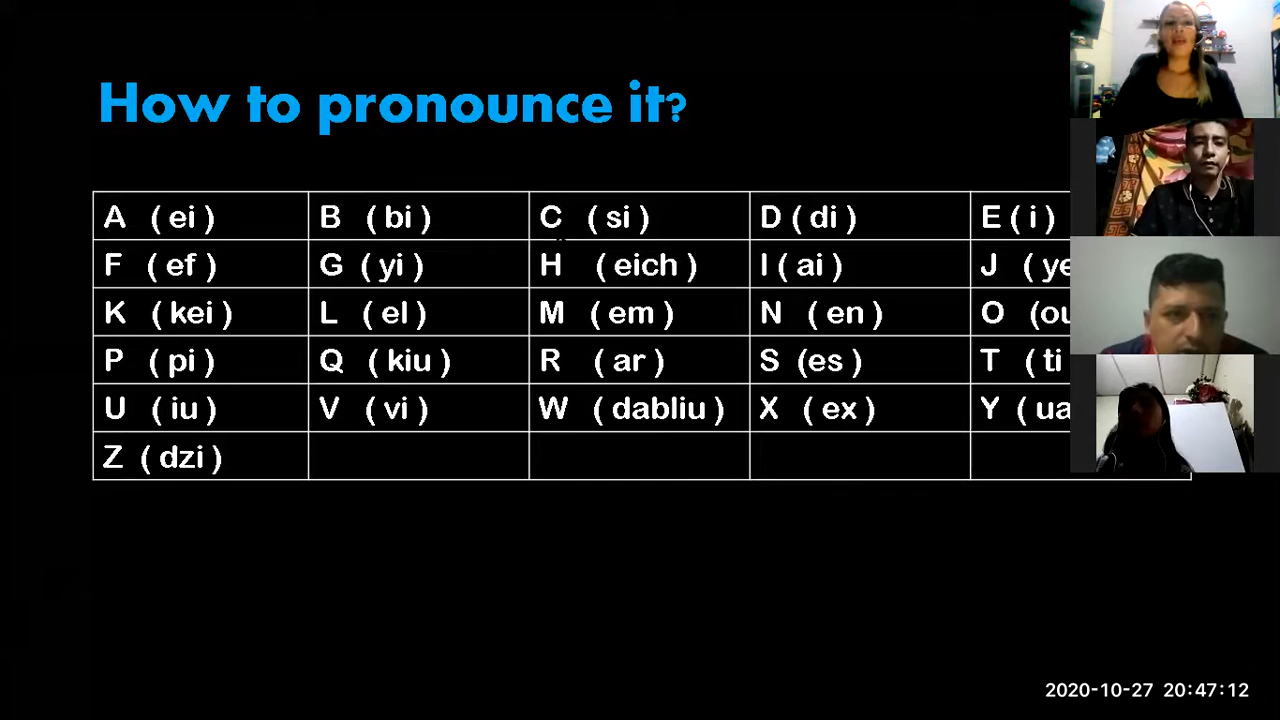 How to pronounce it?
A ( ei ) B ( bi ) C ( si ) D ( di ) E ( i )
F ( ef ) G ( yi ) H ( eich ) I ( ai ) J
K ( kei ) L ( el ) M ( em ) N ( en ) O
P ( pi ) Q ( kiu ) R ( ar ) S (es ) T ( ti
U ( iu ) V ( vi ) W ( dabliu ) X ( ex ) Y
Z ( dzi )
2020-10-27 20:47:12